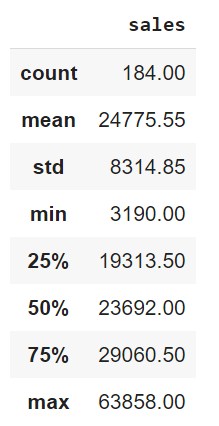 sales
count 184.00
mean 24775.55
std 8314.85
min 3190.00
25% 19313.50
50% 23692.00
75% 29060.50
max 63858.00